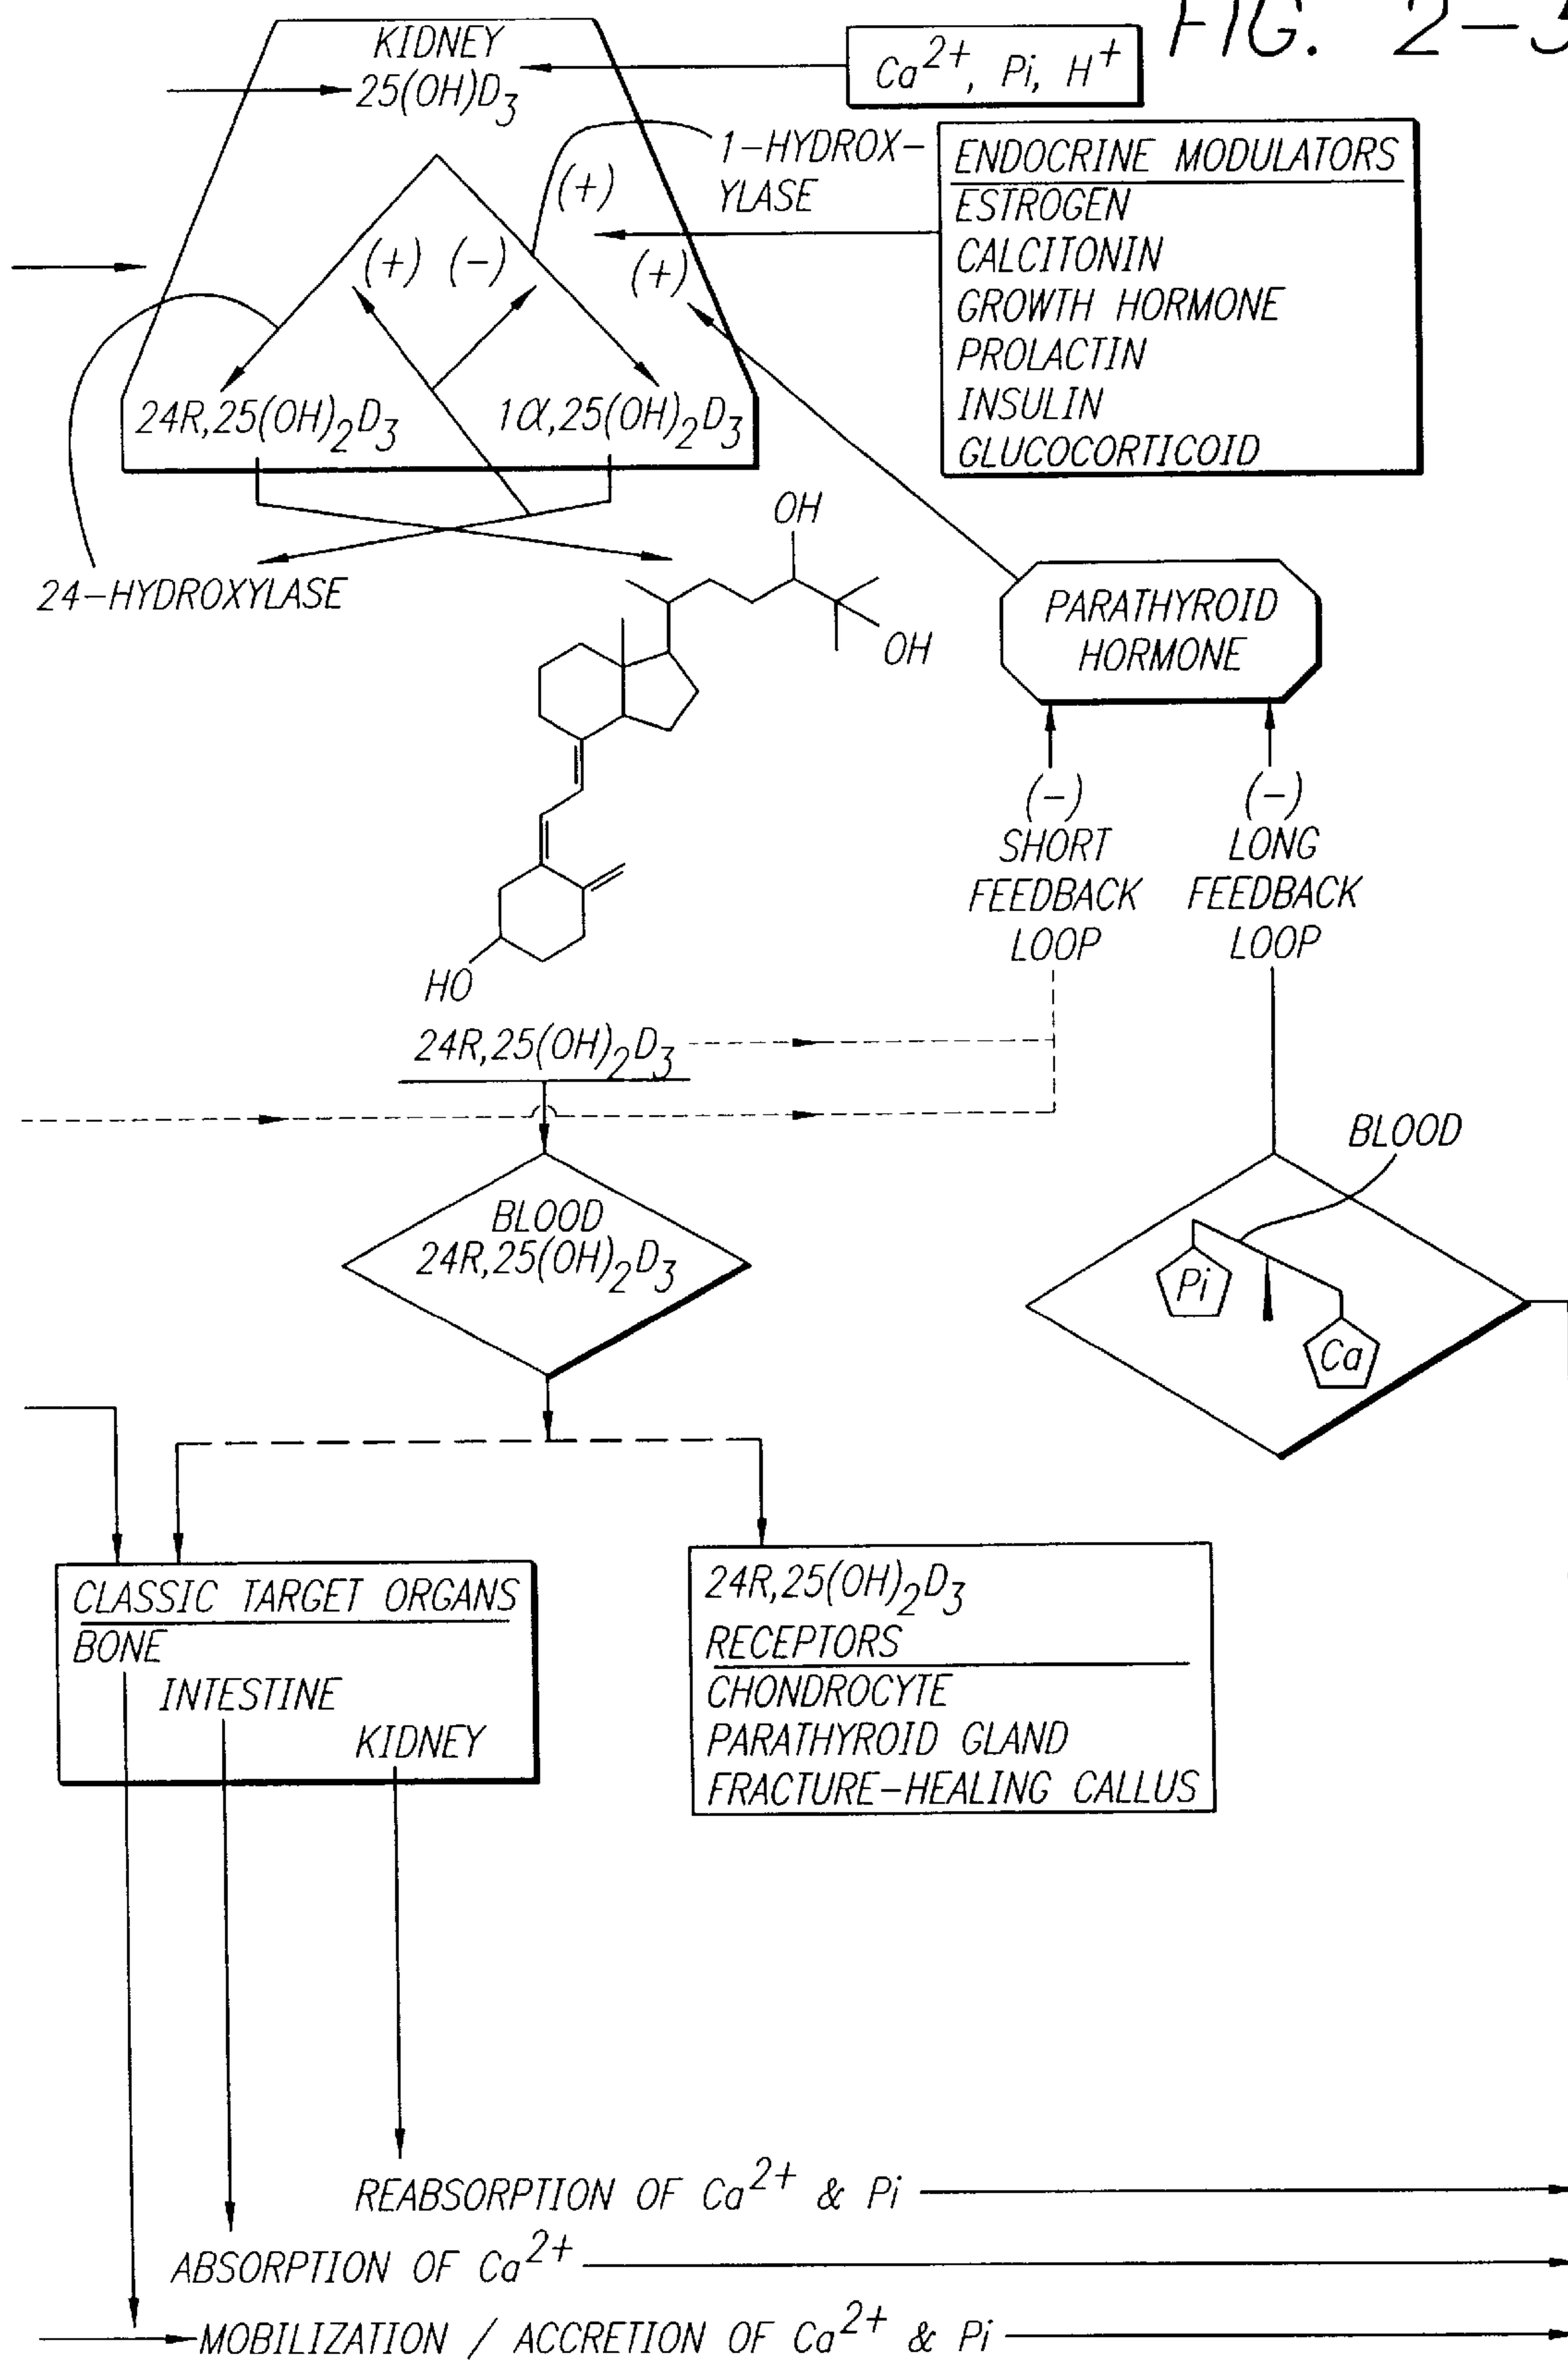 FIG. 2-3
KIDNEY
25(OH)D3
Ca2+, Pi, H+
1-HYDROX-
YLASE
(+)
(+) (-)
(+)
ENDOCRINE MODULATORS
ESTROGEN
CALCITONIN
GROWTH HORMONE
PROLACTIN
INSULIN
GLUCOCORTICOID
24R,25(OH)2D3
1α,25(OH)2D3
24-HYDROXYLASE
OH
OH
HO
PARATHYROID
HORMONE
(-)
SHORT
FEEDBACK
LOOP
(-)
LONG
FEEDBACK
LOOP
24R,25(OH)2D3
BLOOD
24R,25(OH)2D3
BLOOD
Pi
Ca
CLASSIC TARGET ORGANS
BONE
INTESTINE
KIDNEY
24R,25(OH)2D3
RECEPTORS
CHONDROCYTE
PARATHYROID GLAND
FRACTURE-HEALING CALLUS
REABSORPTION OF Ca2+ & Pi
ABSORPTION OF Ca2+
MOBILIZATION / ACCRETION OF Ca2+ & Pi